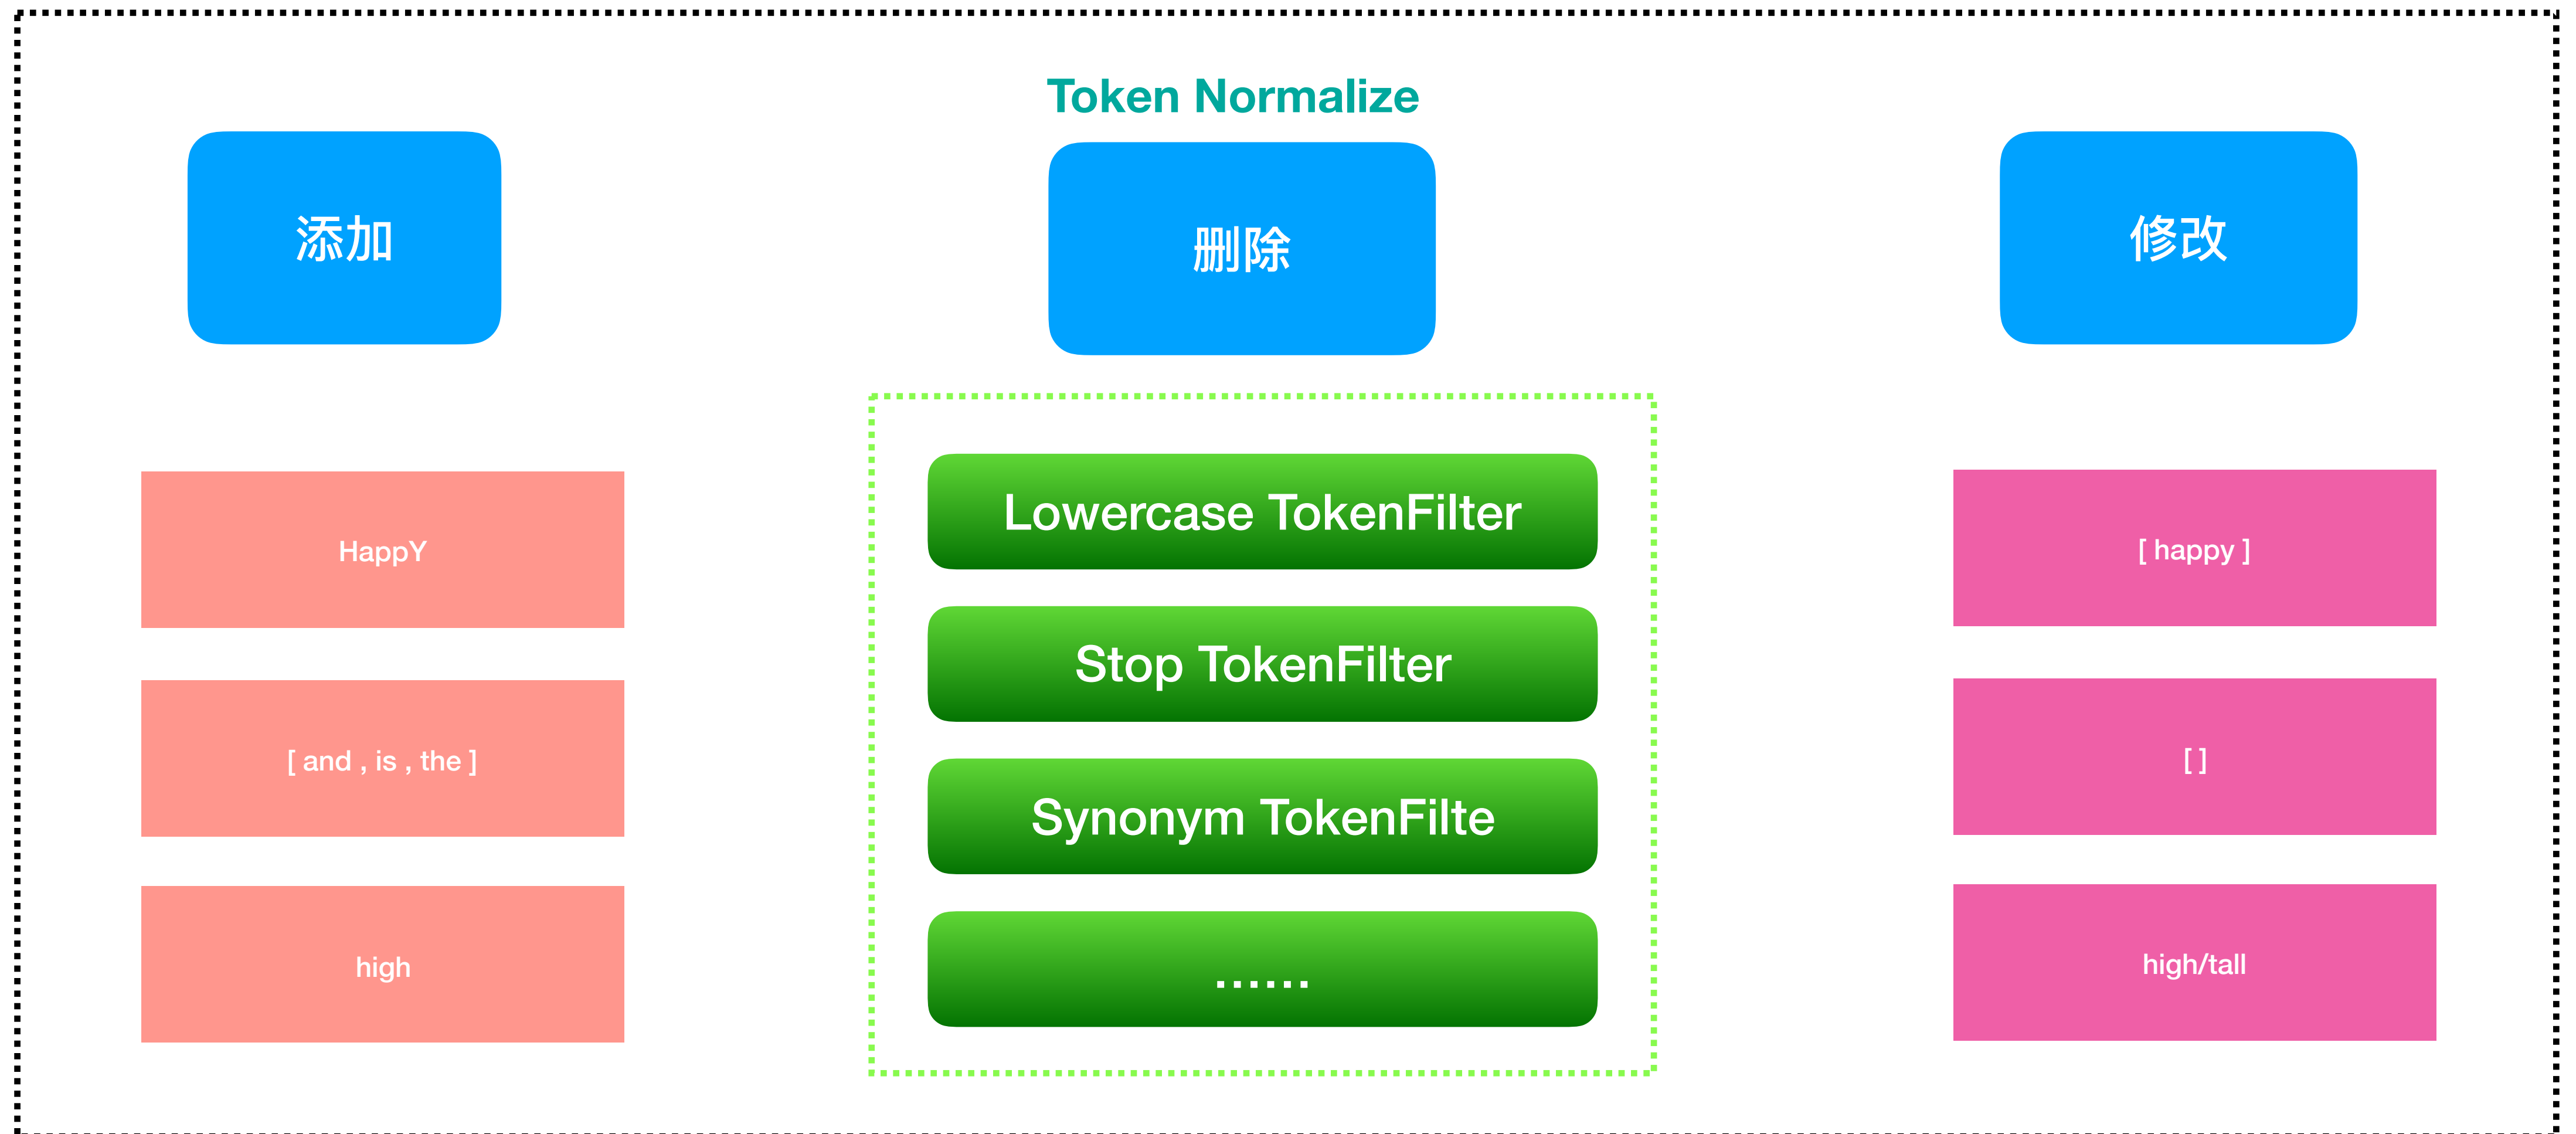 Token Normalize
添加
删除
修改
HappY
Lowercase TokenFilter
[ happy ]
[ and , is , the ]
Stop TokenFilter
[ ]
Synonym TokenFilte
high
......
high/tall